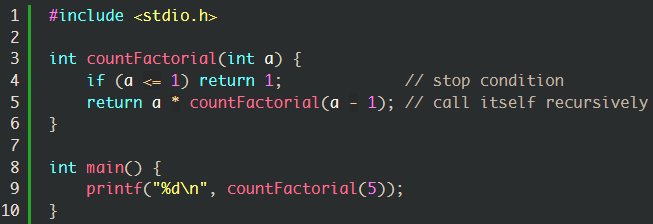 1 #include <stdio.h>
2
3 int countFactorial(int a) {
4     if (a <= 1) return 1;             // stop condition
5     return a * countFactorial(a - 1); // call itself recursively
6 }
7
8 int main() {
9     printf("%d\n", countFactorial(5));
10 }